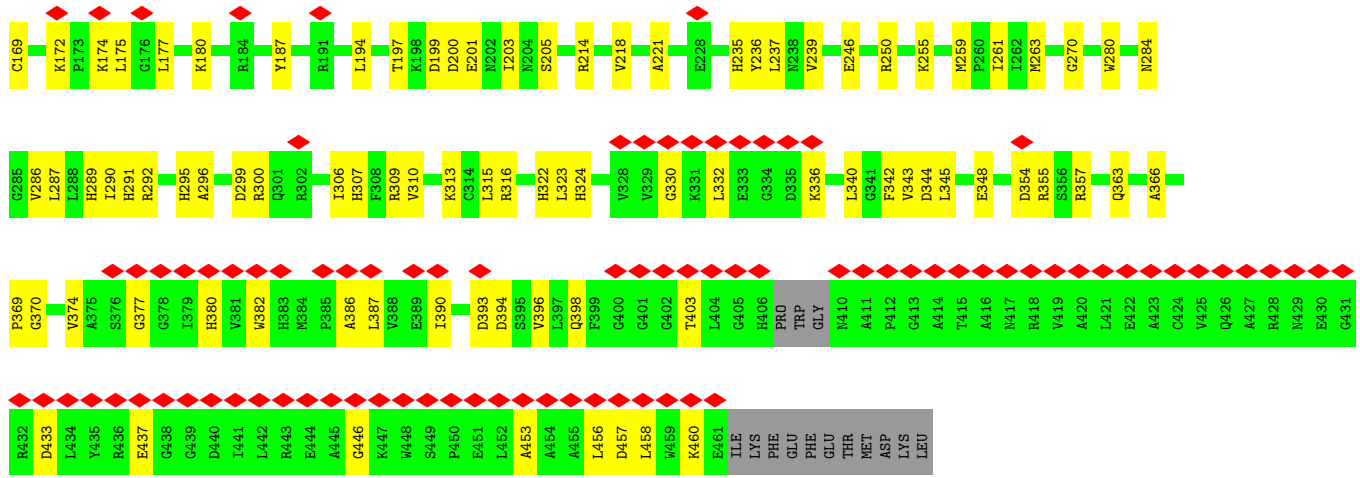 C169 K172 P173 K174 L175 G176 L177 K180 R184 Y187 R191 L194 T197 K198 D199 D200 E201 N202 I203 N204 S205 R214 V218 A221 E228 H235 Y236 L237 N238 V239 E246 R250 K255 M259 P260 I261 I262 M263 G270 W280 N284
G285 V286 L287 L288 H289 I290 H291 R292 H295 A296 D299 R300 Q301 R302 I306 H307 F308 R309 V310 K313 C314 L315 R316 H322 L323 H324 V328 V329 G330 K331 L332 E333 G334 D335 K336 L340 G341 F342 V343 D344 L345 E348 D354 R355 S356 R357 Q363 A366
P369 G370 V374 A375 S376 G377 G378 I379 H380 V381 W382 H383 M384 P385 A386 L387 V388 E389 I390 D393 D394 S395 V396 L397 Q398 F399 G400 G401 G402 T403 L404 G405 H406 PRO TRP GLY N410 A411 P412 G413 A414 T415 A416 N417 R418 V419 A420 L421 E422 A423 C424 V425 Q426 A427 R428 N429 E430 G431
R432 D433 L434 Y435 R436 E437 G438 G439 D440 I441 L442 R443 E444 A445 G446 K447 W448 S449 P450 E451 L452 A453 A454 A455 L456 D457 L458 W459 K460 E461 ILE LYS PHE GLU PHE GLU THR MET ASP LYS LEU